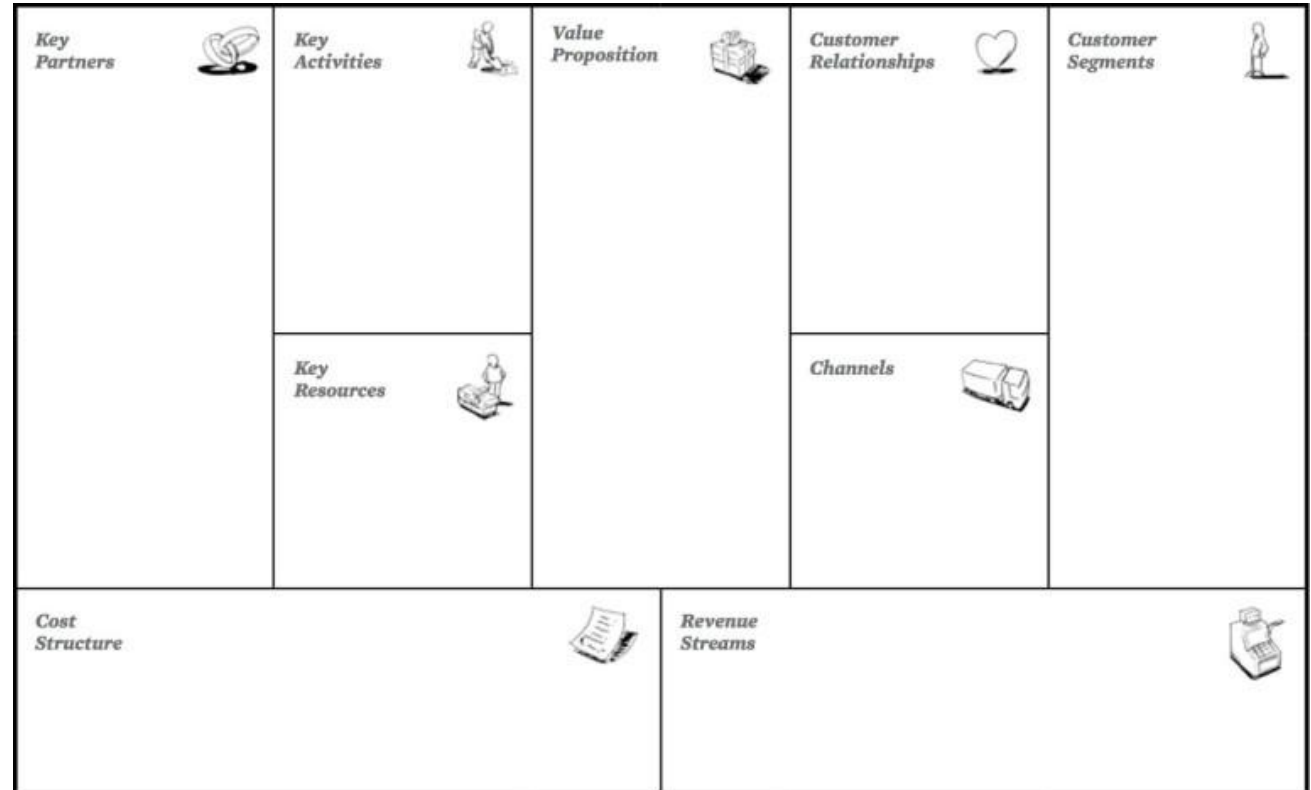 Key
Partners
Key
Activities
Value
Proposition
Customer
Relationships
Customer
Segments
Key
Resources
Channels
Cost
Structure
Revenue
Streams